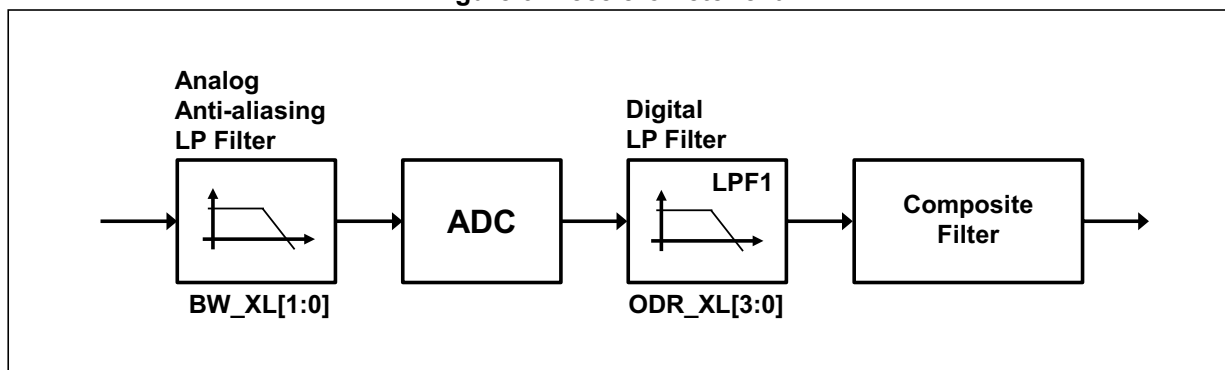 Analog
Anti-aliasing
LP Filter
BW_XL[1:0]
ADC
Digital
LP Filter
LPF1
ODR_XL[3:0]
Composite
Filter